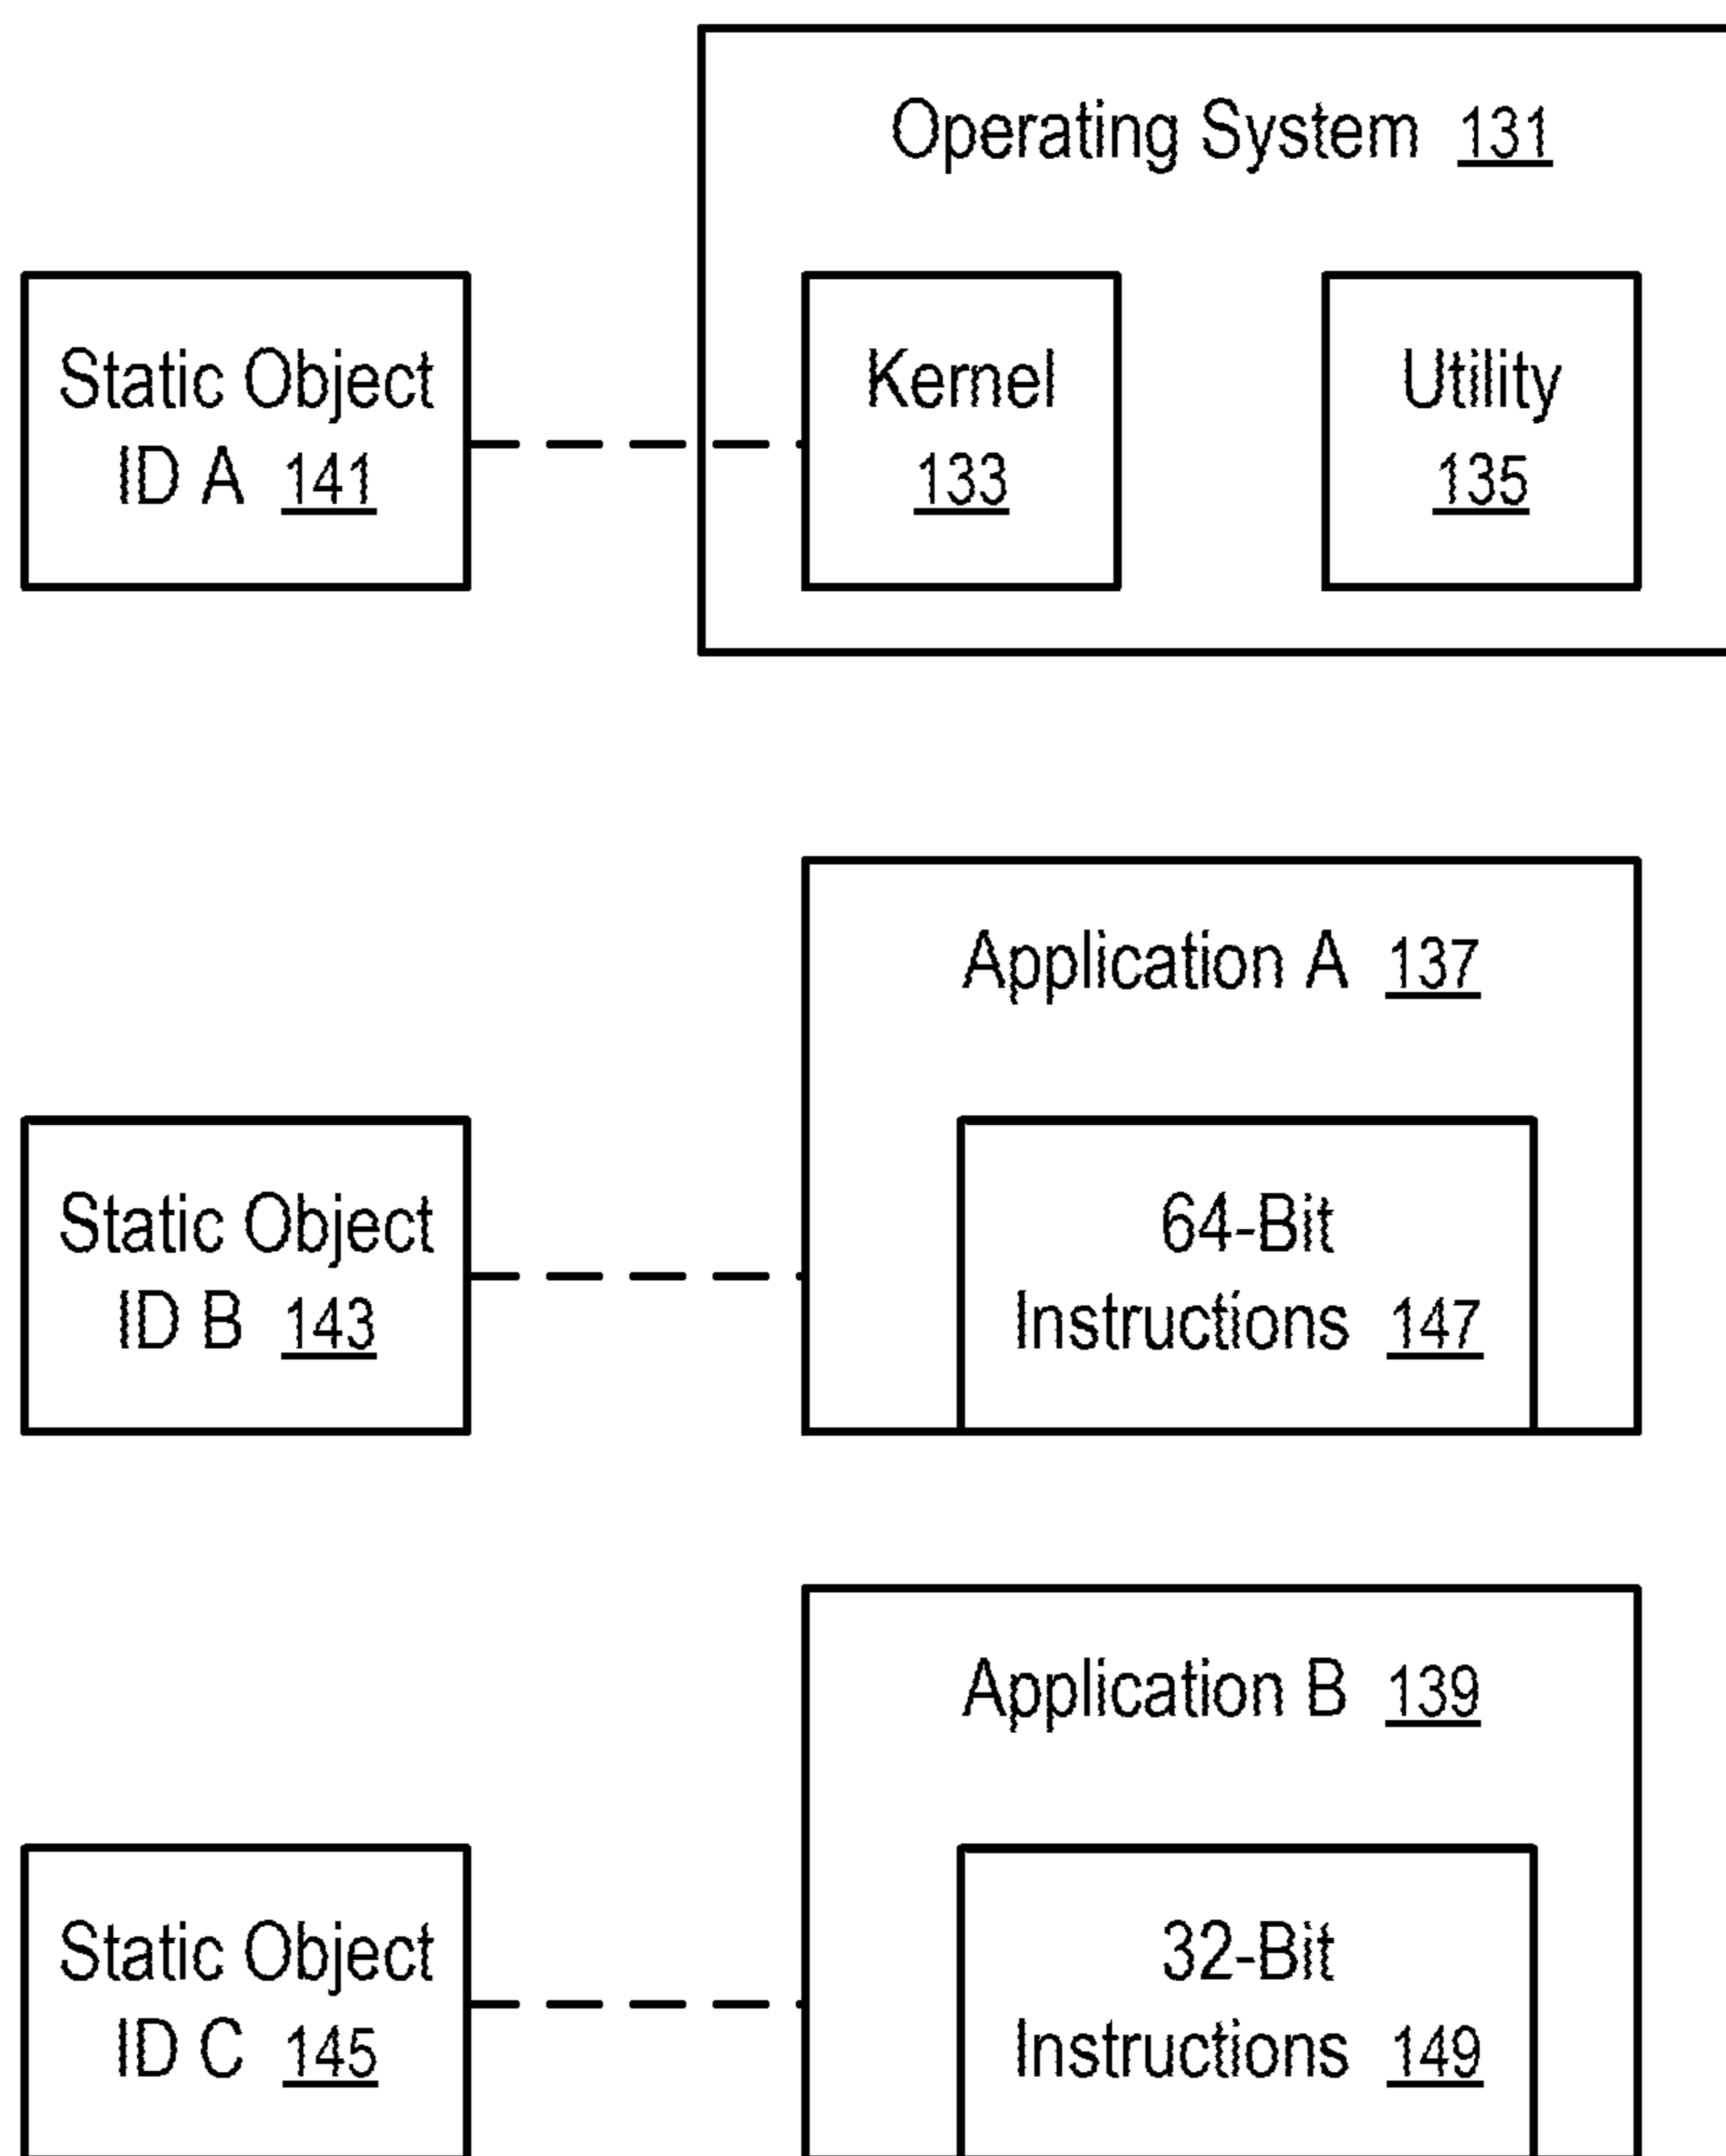 Operating System 131
Static Object
ID A 141
Kernel
133
Utility
135
Application A 137
Static Object
ID B 143
64-Bit
Instructions 147
Application B 139
Static Object
ID C 145
32-Bit
Instructions 149